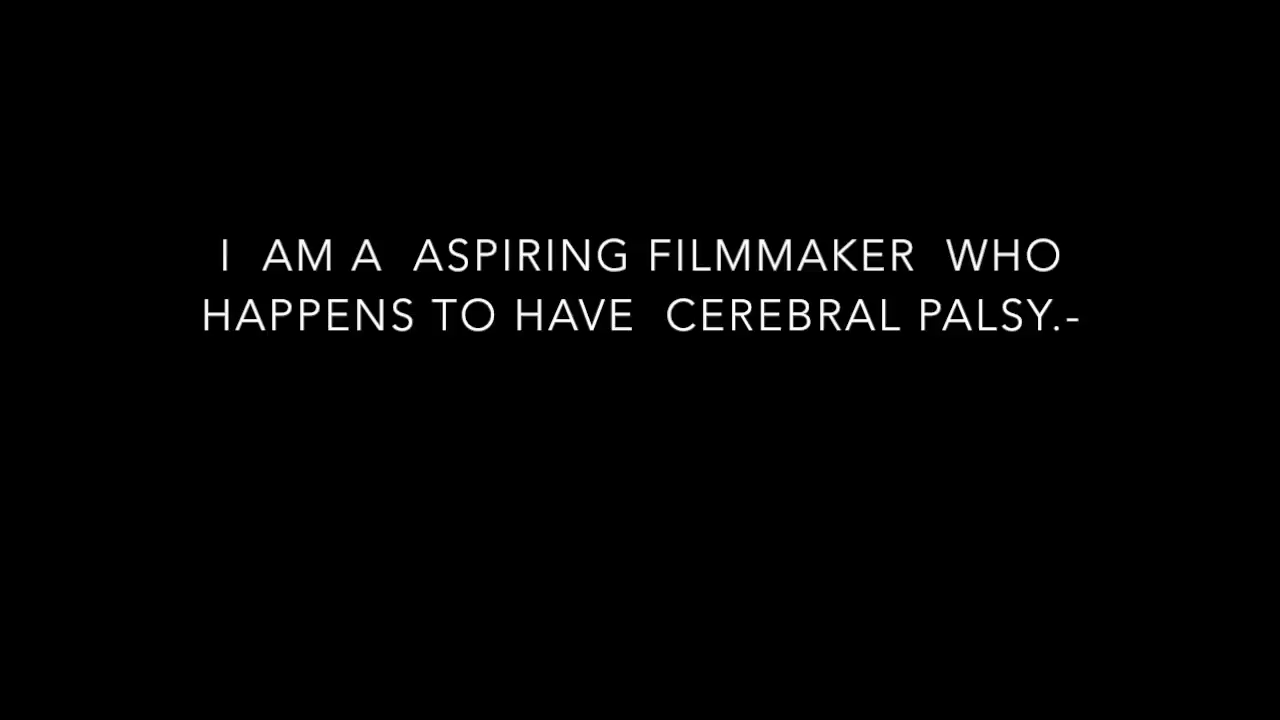 I AM A ASPIRING FILMMAKER WHO
HAPPENS TO HAVE CEREBRAL PALSY.-